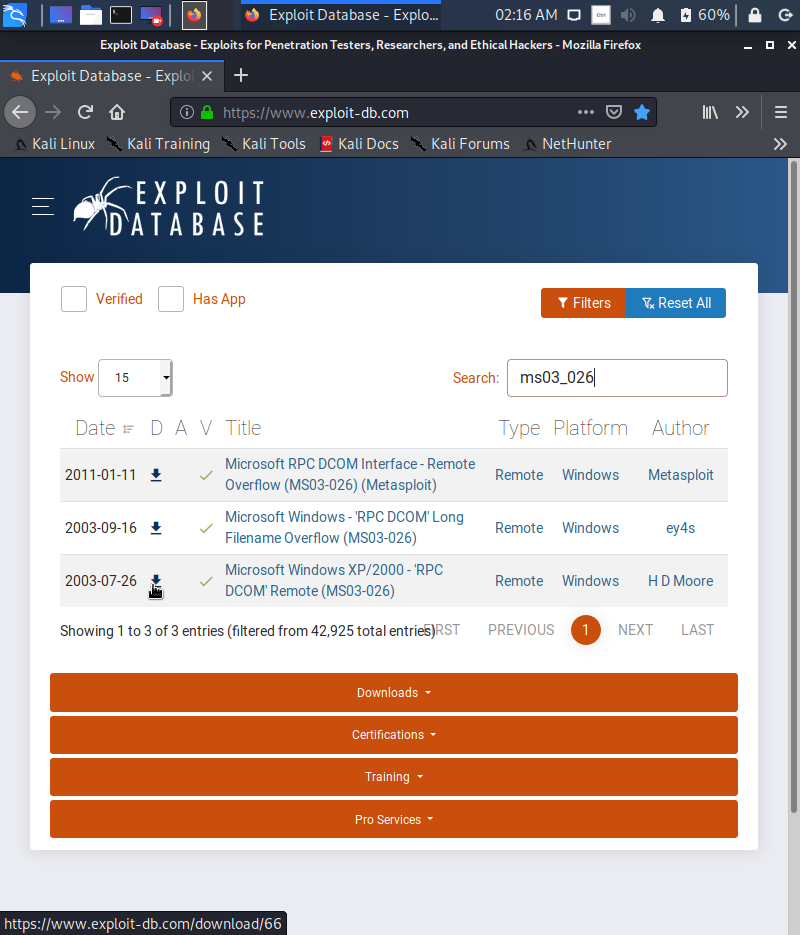 Exploit Database - Explo... 02:16 AM Ctrl 60%
Exploit Database - Exploits for Penetration Testers, Researchers, and Ethical Hackers - Mozilla Firefox
Exploit Database - Exploi
https://www.exploit-db.com
Kali Linux Kali Training Kali Tools Kali Docs Kali Forums NetHunter
EXPLOIT
DATABASE
Verified Has App Filters Reset All
Show 15 Search: ms03_026
Date D A V Title Type Platform Author
2011-01-11 Microsoft RPC DCOM Interface - Remote Overflow (MS03-026) (Metasploit) Remote Windows Metasploit
2003-09-16 Microsoft Windows - 'RPC DCOM' Long Filename Overflow (MS03-026) Remote Windows ey4s
2003-07-26 Microsoft Windows XP/2000 - 'RPC DCOM' Remote (MS03-026) Remote Windows H D Moore
Showing 1 to 3 of 3 entries (filtered from 42,925 total entries) FIRST PREVIOUS 1 NEXT LAST
Downloads
Certifications
Training
Pro Services
https://www.exploit-db.com/download/66